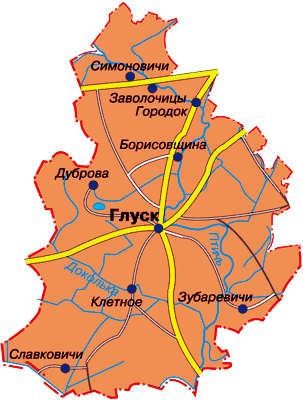 Симоновичи
Заволочицы
Городок
Борисовщина
Дуброва
Глуск
Птичь
Доколька
Клетное
Зубаревичи
Славковичи